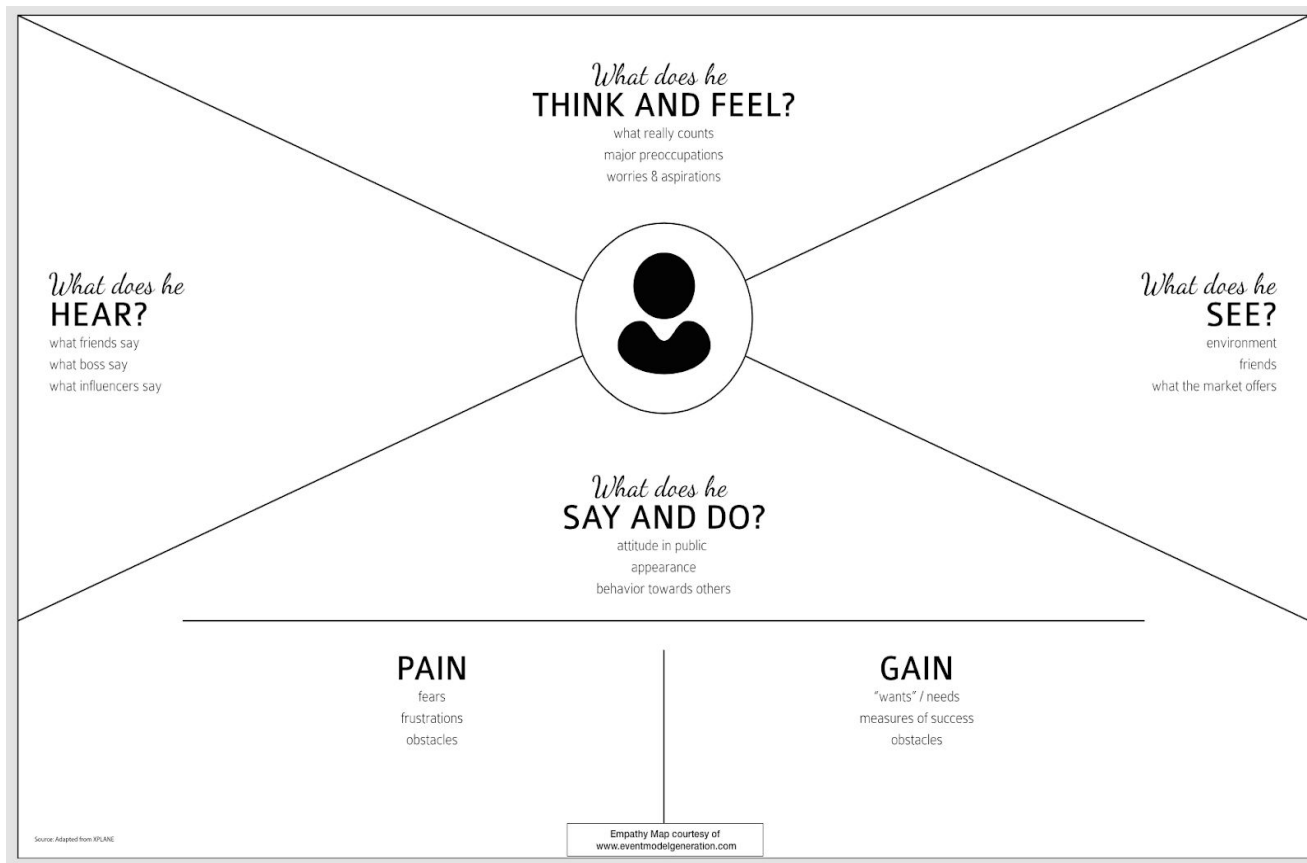 What does he
THINK AND FEEL?
what really counts
major preoccupations
worries & aspirations
What does he
HEAR?
what friends say
what boss say
what influencers say
What does he
SEE?
environment
friends
what the market offers
What does he
SAY AND DO?
attitude in public
appearance
behavior towards others
PAIN
fears
frustrations
obstacles
GAIN
"wants" / needs
measures of success
obstacles
Source: Adapted from XPLANE
Empathy Map courtesy of
www.eventmodelgeneration.com